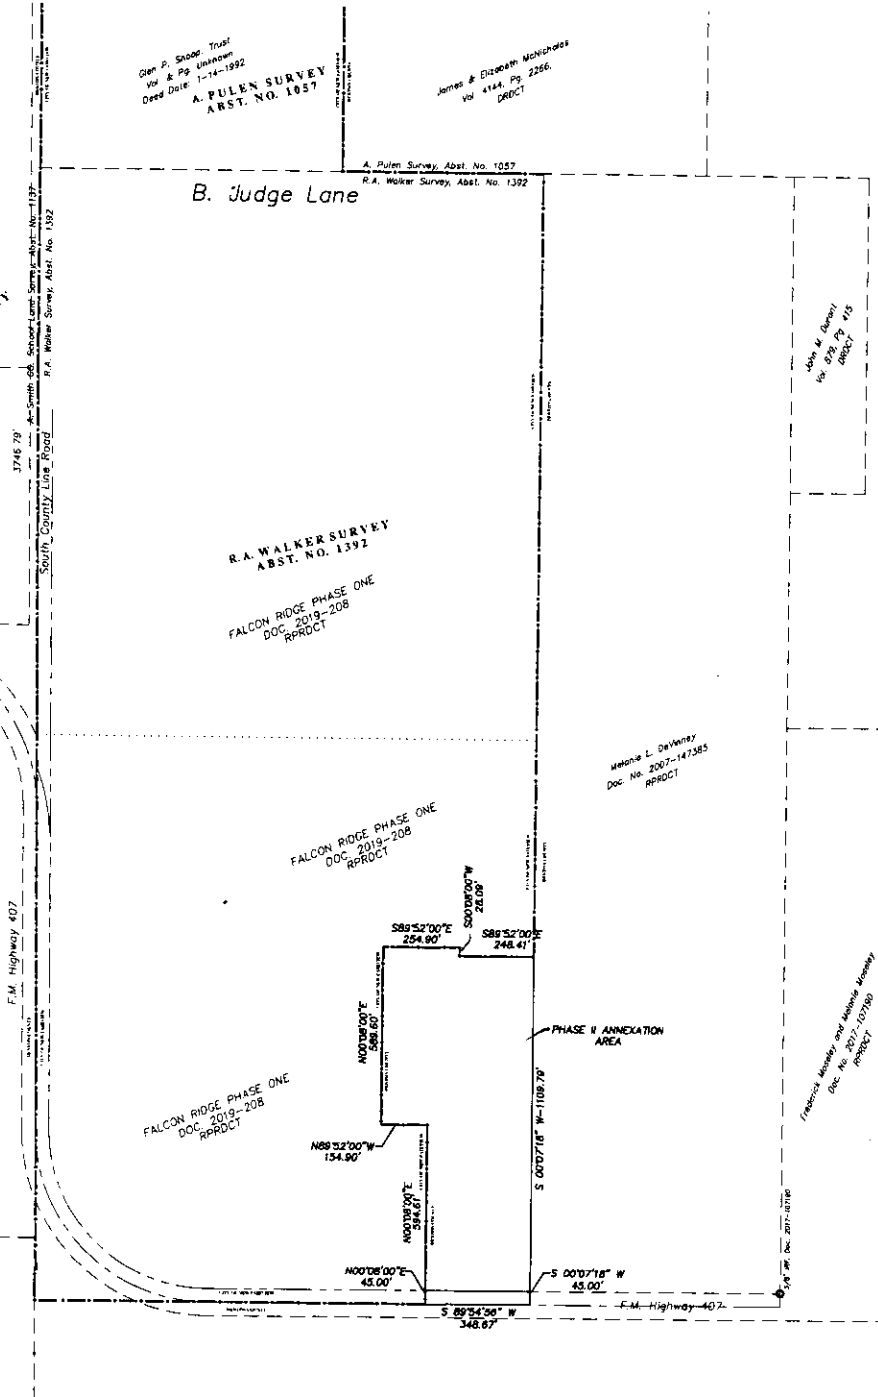 Glen P. Snoop. Trust
Vol & Pg. Unknown
Deed Date: 1-14-1992
A. PULEN SURVEY
ABST. NO. 1057
James & Elizabeth McNicholas
Vol 4144, Pg. 2266,
DRDCT
A. Pulen Survey, Abst. No. 1057
R.A. Walker Survey, Abst. No. 1392
B. Judge Lane
School Land Survey, Abst. No. 1137
R.A. Walker Survey, Abst. No. 1392
John M. Durant
Vol. 879, Pg. 415
DRDCT
3746.79'
South County Line Road
R.A. WALKER SURVEY
ABST. NO. 1392
FALCON RIDGE PHASE ONE
DOC. 2019-208
RPRDCT
Melanie L. DeVinney
Doc. No. 2007-147385
RPRDCT
FALCON RIDGE PHASE ONE
DOC. 2019-208
RPRDCT
F.M. Highway 407
S00°08'00"W
28.09'
S89°52'00"E
254.90'
S89°52'00"E
248.41'
N00°08'00"E
589.60'
PHASE II ANNEXATION
AREA
Frederick Moseley and Melanie Moseley
Doc. No. 2017-107190
RPRDCT
FALCON RIDGE PHASE ONE
DOC. 2019-208
RPRDCT
S 00°07'18" W-1109.79'
N89°52'00"W
154.90'
N00°08'00"E
594.61'
N00°08'00"E
45.00'
S 00°07'18" W
45.00'
F.M. Highway 407
S 89°54'56" W
348.67'